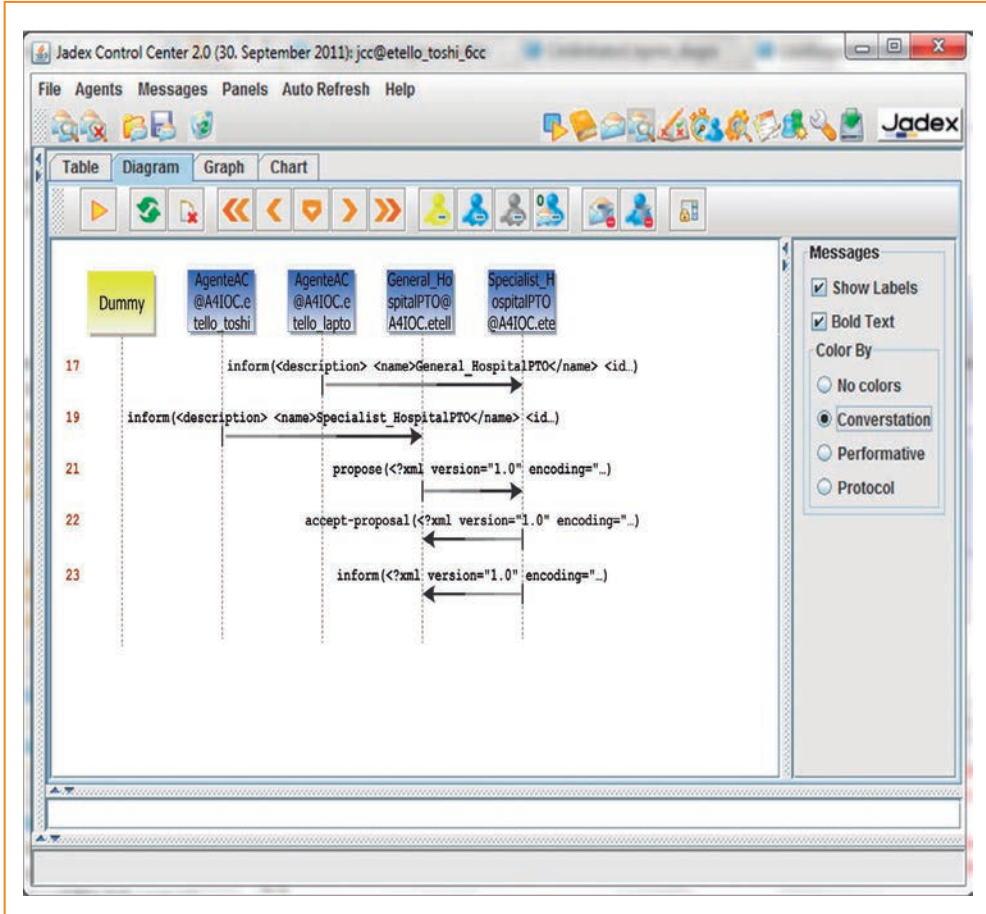 Jadex Control Center 2.0 (30. September 2011): jcc@etello_toshi_6cc
File Agents Messages Panels Auto Refresh Help
Jadex
Table Diagram Graph Chart
Messages
Show Labels
Bold Text
Color By
No colors
Converstation
Performative
Protocol
Dummy
AgenteAC
@A4IOC.e
tello_toshi
AgenteAC
@A4IOC.e
tello_lapto
General_Ho
spitalPTO@
A4IOC.etell
Specialist_H
ospitalPTO
@A4IOC.ete
17 inform(<description> <name>General_HospitalPTO</name> <id…)
19 inform(<description> <name>Specialist_HospitalPTO</name> <id…)
21 propose(<?xml version="1.0" encoding="…)
22 accept-proposal(<?xml version="1.0" encoding="…)
23 inform(<?xml version="1.0" encoding="…)